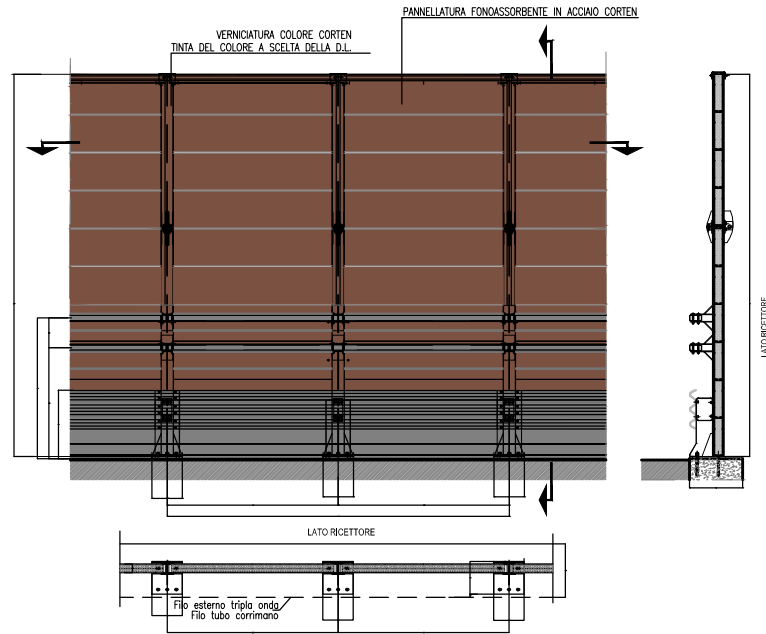 PANNELLATURA FONOASSORBENTE IN ACCIAIO CORTEN
VERNICIATURA COLORE CORTEN
TINTA DEL COLORE A SCELTA DELLA D.L.
LATO RICETTORE
LATO RICETTORE
Filo esterno tripla onda
Filo tubo corrimano